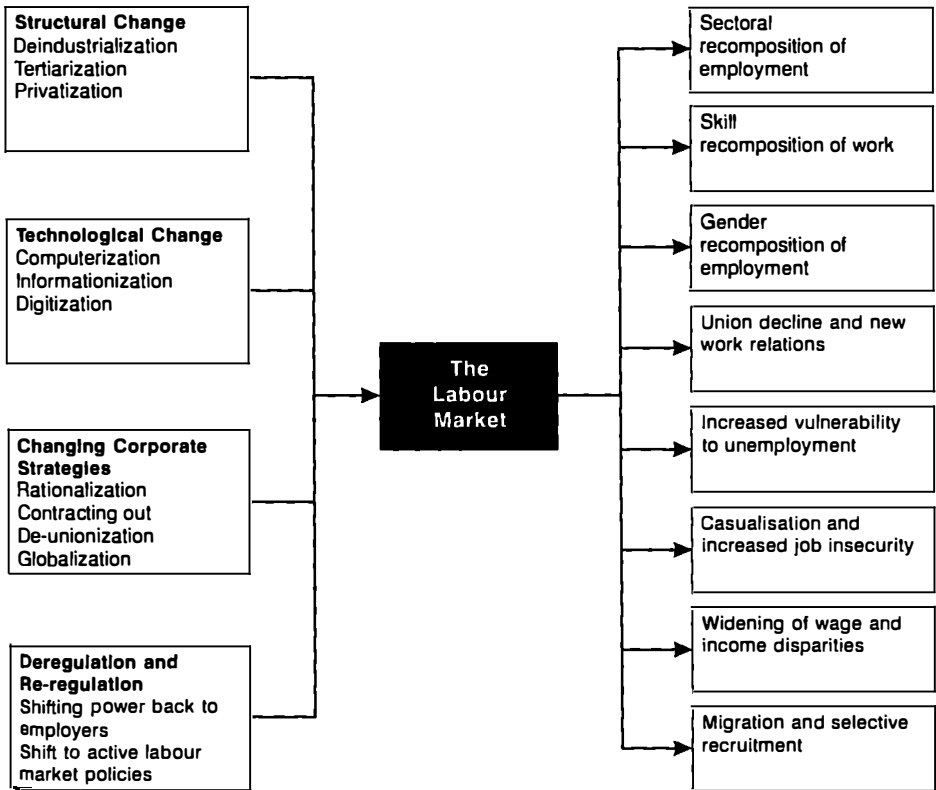 Structural Change
Deindustrialization
Tertiarization
Privatization
Technological Change
Computerization
Informationization
Digitization
Changing Corporate
Strategies
Rationalization
Contracting out
De-unionization
Globalization
Deregulation and
Re-regulation
Shifting power back to
employers
Shift to active labour
market policies
The
Labour
Market
Sectoral
recomposition of
employment
Skill
recomposition of work
Gender
recomposition of
employment
Union decline and new
work relations
Increased vulnerability
to unemployment
Casualisation and
increased job insecurity
Widening of wage and
income disparities
Migration and selective
recruitment